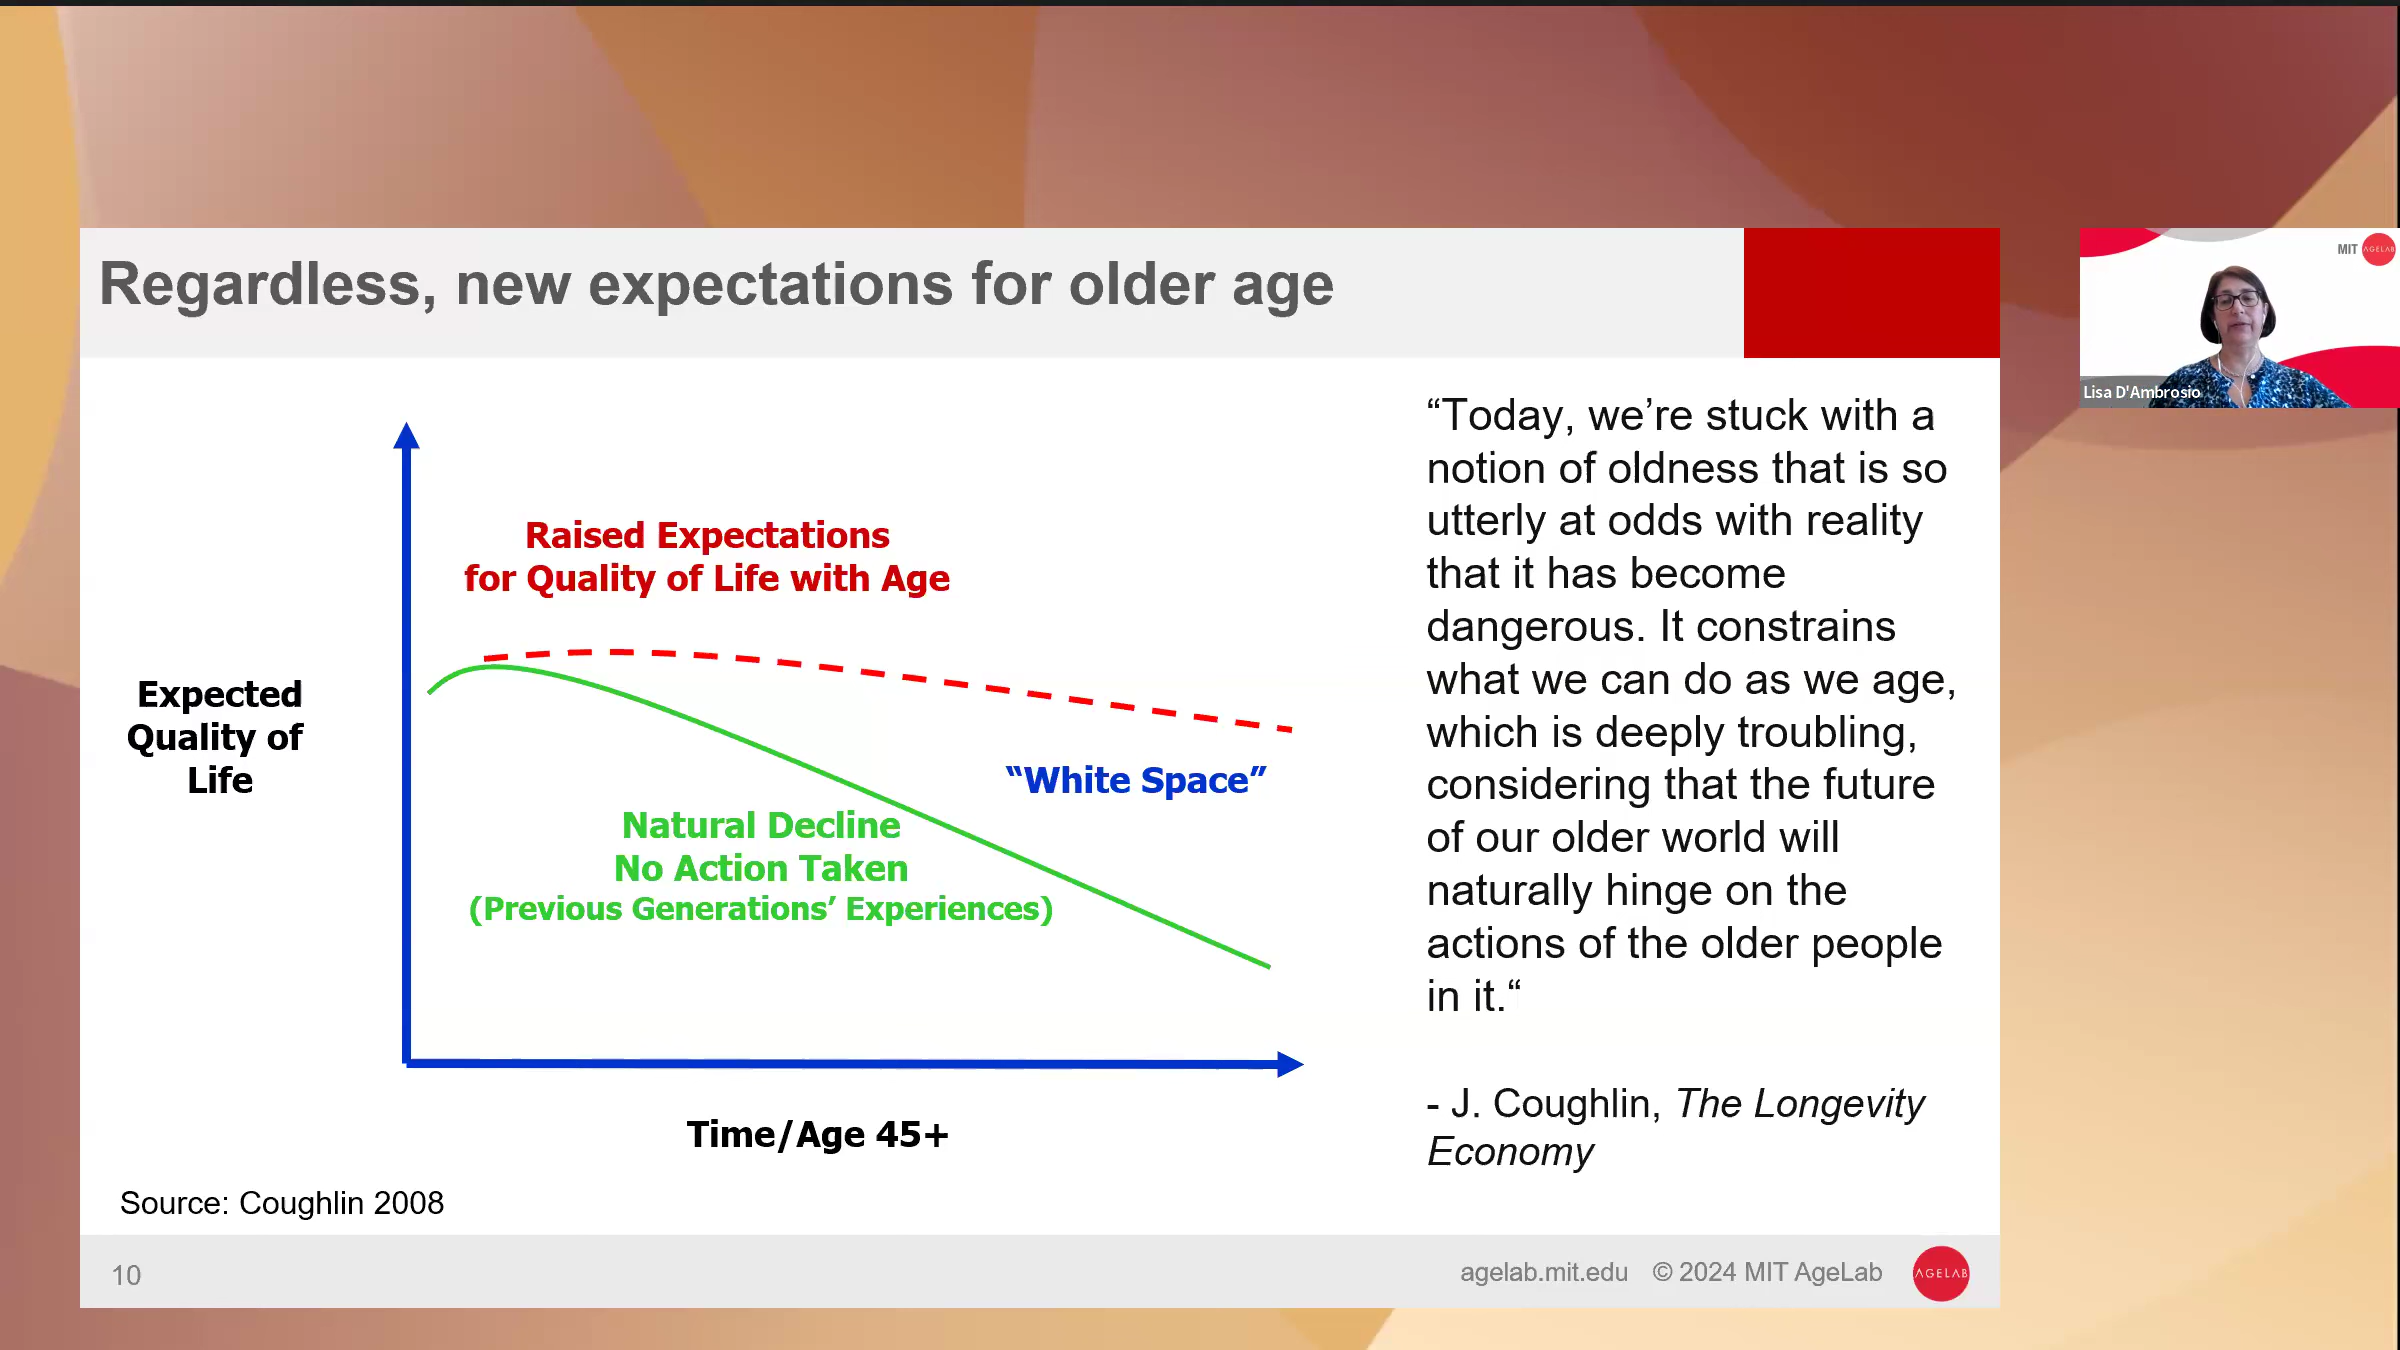 Regardless, new expectations for older age
MIT AGELAB
Lisa D'Ambrosio
Raised Expectations
for Quality of Life with Age
Expected
Quality of
Life
“White Space”
Natural Decline
No Action Taken
(Previous Generations’ Experiences)
Time/Age 45+
Source: Coughlin 2008
“Today, we’re stuck with a
notion of oldness that is so
utterly at odds with reality
that it has become
dangerous. It constrains
what we can do as we age,
which is deeply troubling,
considering that the future
of our older world will
naturally hinge on the
actions of the older people
in it.“
- J. Coughlin, The Longevity
Economy
10
agelab.mit.edu © 2024 MIT AgeLab
AGELAB